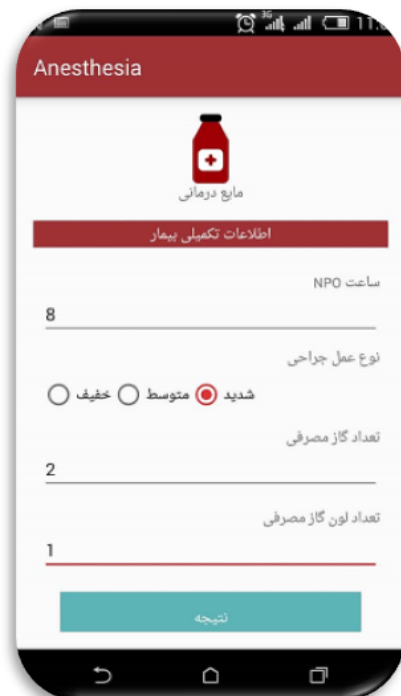 3G
Anesthesia
مایع درمانی
اطلاعات تکمیلی بیمار
ساعت NPO
8
نوع عمل جراحی
شدید متوسط خفیف
تعداد گاز مصرفی
2
تعداد لون گاز مصرفی
1
نتیجه